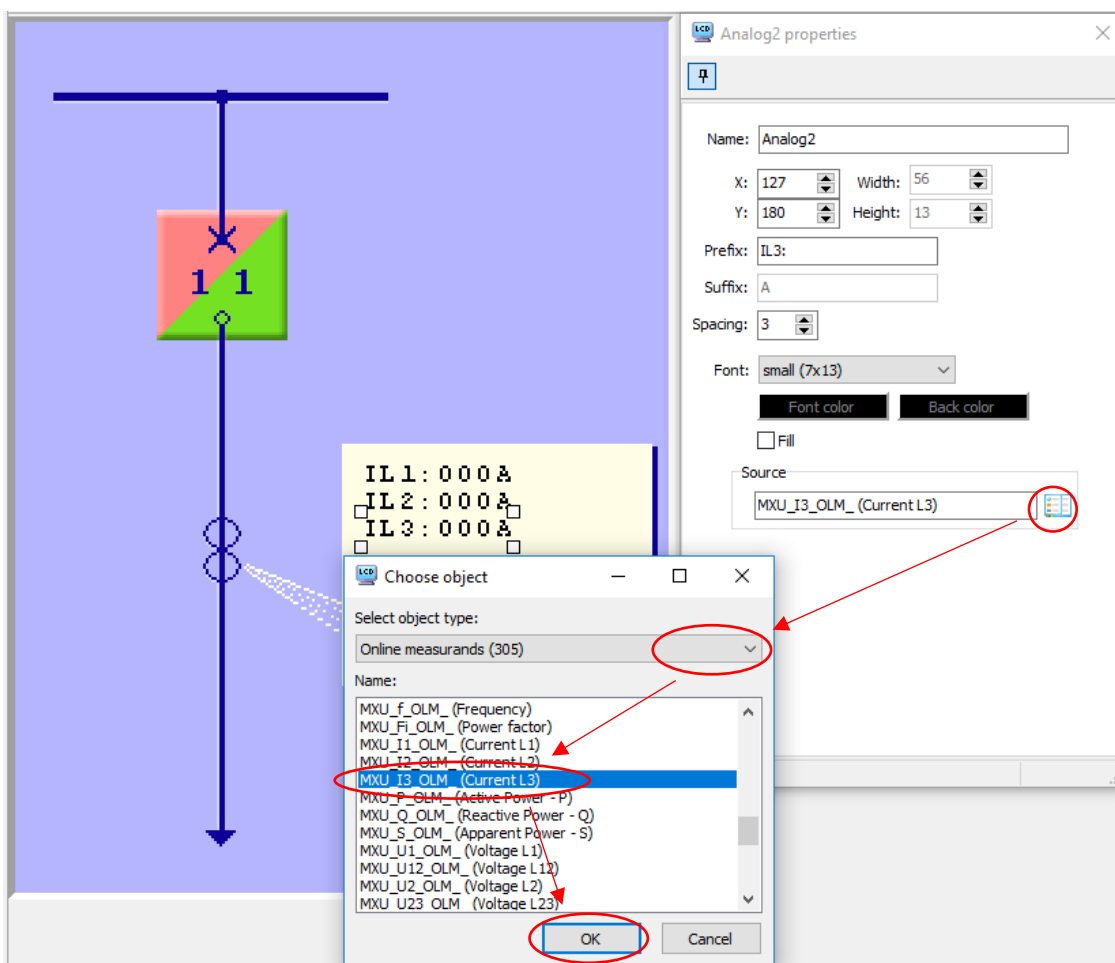 LCD Analog2 properties
Name: Analog2
X: 127 Width: 56
Y: 180 Height: 13
Prefix: IL3:
Suffix: A
Spacing: 3
Font: small (7x13)
Font color Back color
Fill
Source
MXU_I3_OLM_ (Current L3)
1 1
IL1:000A
IL2:000A
IL3:000A
LCD Choose object
Select object type:
Online measurands (305)
Name:
MXU_f_OLM_ (Frequency)
MXU_Fi_OLM_ (Power factor)
MXU_I1_OLM_ (Current L1)
MXU_I2_OLM_ (Current L2)
MXU_I3_OLM_ (Current L3)
MXU_P_OLM_ (Active Power - P)
MXU_Q_OLM_ (Reactive Power - Q)
MXU_S_OLM_ (Apparent Power - S)
MXU_U1_OLM_ (Voltage L1)
MXU_U12_OLM_ (Voltage L12)
MXU_U2_OLM_ (Voltage L2)
MXU_U23_OLM_ (Voltage L23)
OK Cancel